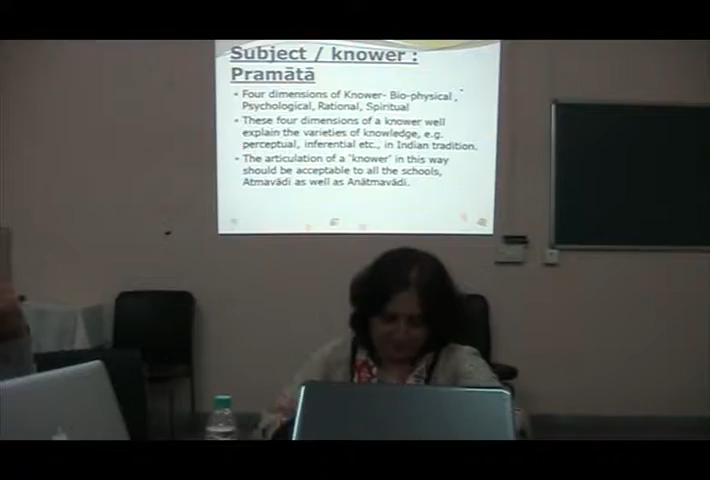 Subject / knower :
Pramātā
• Four dimensions of Knower- Bio-physical ,
Psychological, Rational, Spiritual
• These four dimensions of a knower well
explain the varieties of knowledge, e.g.
perceptual, inferential etc., in Indian tradition.
• The articulation of a 'knower' in this way
should be acceptable to all the schools,
Atmavādi as well as Anātmavādi.